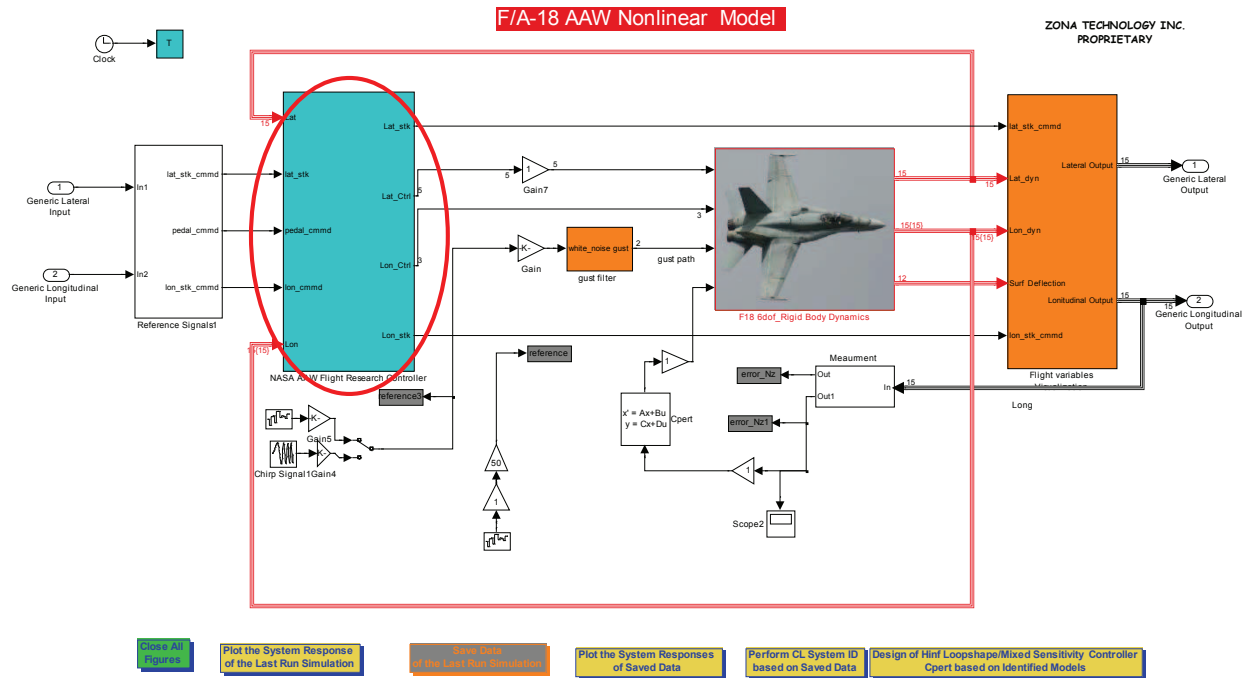 F/A-18 AAW Nonlinear Model
ZONA TECHNOLOGY INC.
PROPRIETARY
Clock
T
15
Lat
Lat_stk
lat_stk_cmmd
lat_stk_cmmd
lat_stk
1
Generic Lateral
Input
In1
5
1
5
Gain7
15
15
Lat_dyn
Lateral Output
15
1
Generic Lateral
Output
Lat_Ctrl
5
pedal_cmmd
pedal_cmmd
3
15{15}
15{15}
Lon_dyn
2
Generic Longitudinal
Input
In2
Lon_Ctrl
3
-K-
Gain
white_noise gust
gust filter
2
gust path
12
Surf Deflection
lon_stk_cmmd
lon_cmmd
Lonitudinal Output
15
15
2
Generic Longitudinal
Output
Reference Signals1
F18 6dof_Rigid Body Dynamics
15{15}
Lon
Lon_stk
lon_stk_cmmd
NASA AAW Flight Research Controller
reference
1
Flight variables
Long
Meaurment
error_Nz
Out
Out1
In
15
reference3
-K-
Gain5
x' = Ax+Bu
y = Cx+Du
Cpert
error_Nz1
-K-
Chirp Signal1
Gain4
50
1
1
Scope2
Close All
Figures
Plot the System Response
of the Last Run Simulation
Save Data
of the Last Run Simulation
Plot the System Responses
of Saved Data
Perform CL System ID
based on Saved Data
Design of Hinf Loopshape/Mixed Sensitivity Controller
Cpert based on Identified Models